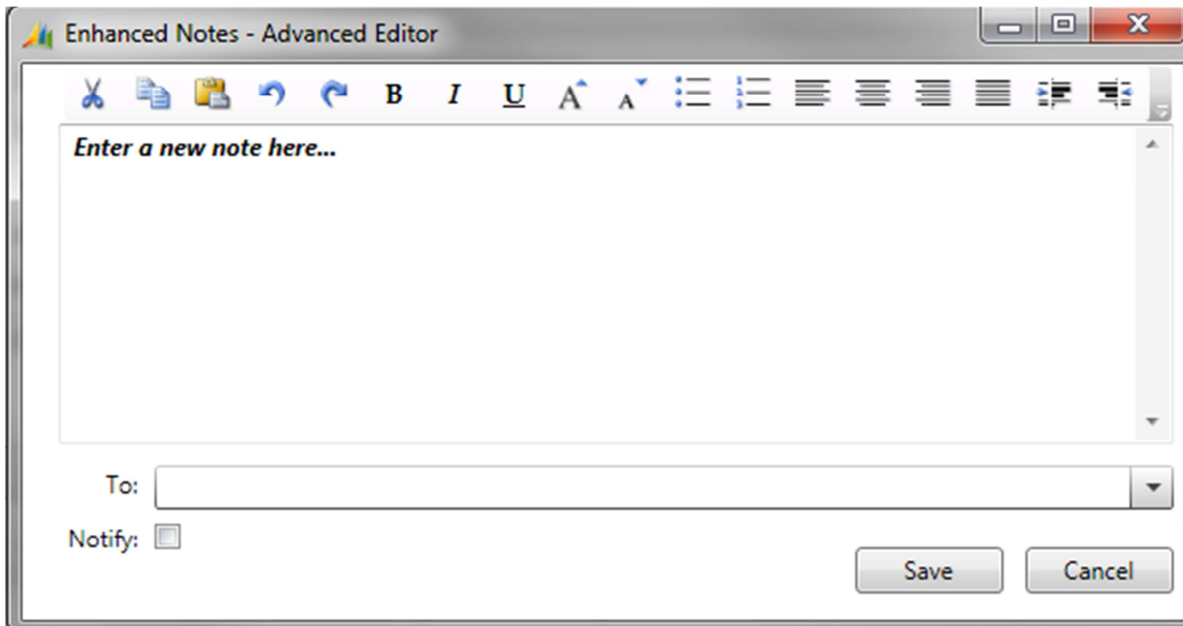 Enhanced Notes - Advanced Editor
B I U A A
Enter a new note here...
To:
Notify:
Save Cancel